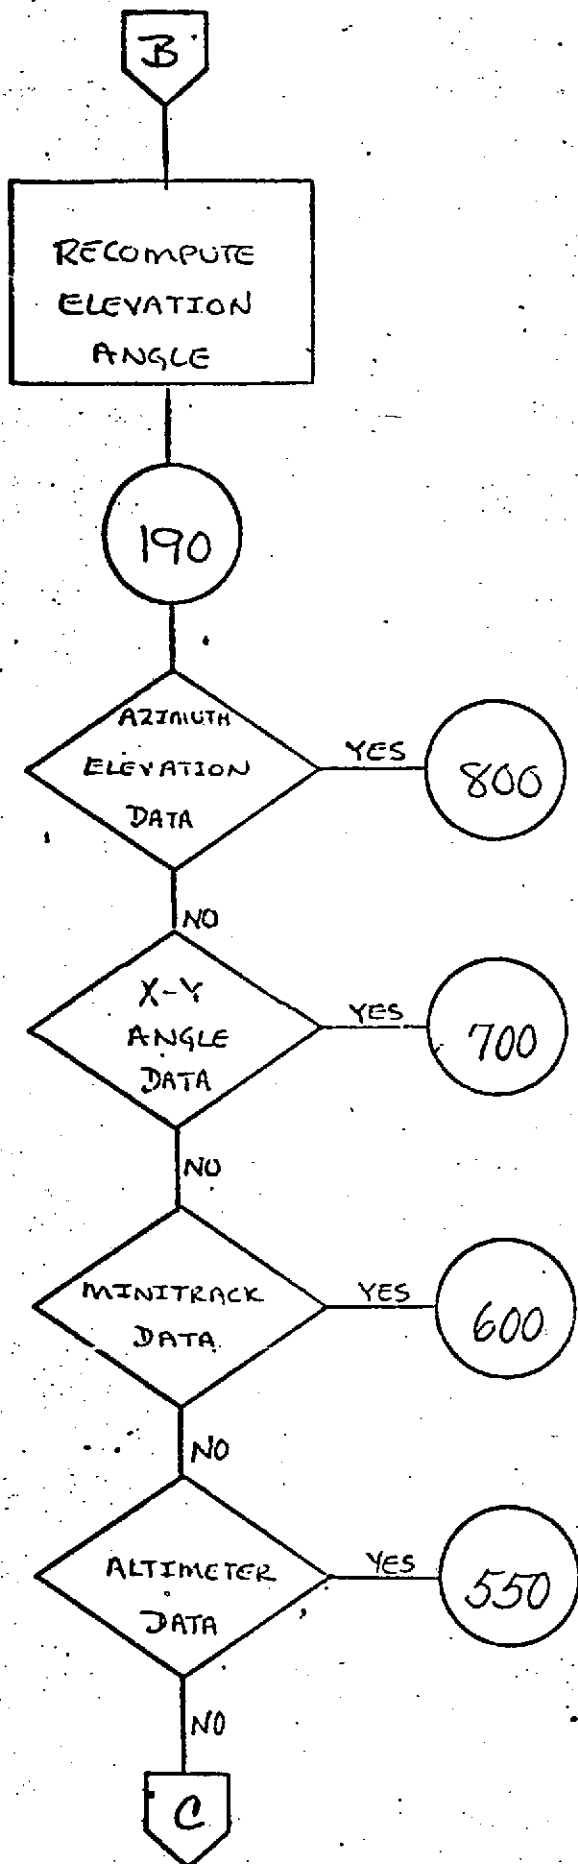 B
RECOMPUTE
ELEVATION
ANGLE
190
AZIMUTH
ELEVATION
DATA
YES
800
NO
X-Y
ANGLE
DATA
YES
700
NO
MINITRACK
DATA
YES
600
NO
ALTIMETER
DATA
YES
550
NO
C